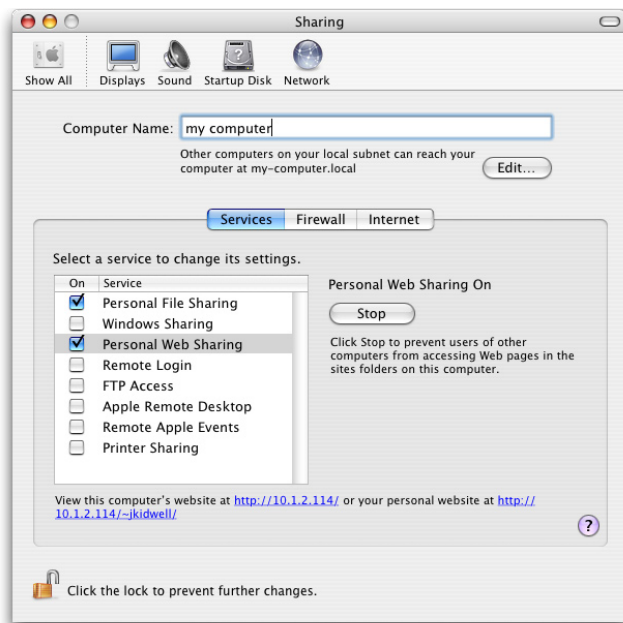 Sharing
Show All Displays Sound Startup Disk Network
Computer Name: my computer
Other computers on your local subnet can reach your
computer at my-computer.local
Edit...
Services Firewall Internet
Select a service to change its settings.
On Service
Personal File Sharing
Windows Sharing
Personal Web Sharing
Remote Login
FTP Access
Apple Remote Desktop
Remote Apple Events
Printer Sharing
Personal Web Sharing On
Stop
Click Stop to prevent users of other
computers from accessing Web pages in the
sites folders on this computer.
View this computer's website at http://10.1.2.114/ or your personal website at http://
10.1.2.114/~jkidwell/
?
Click the lock to prevent further changes.